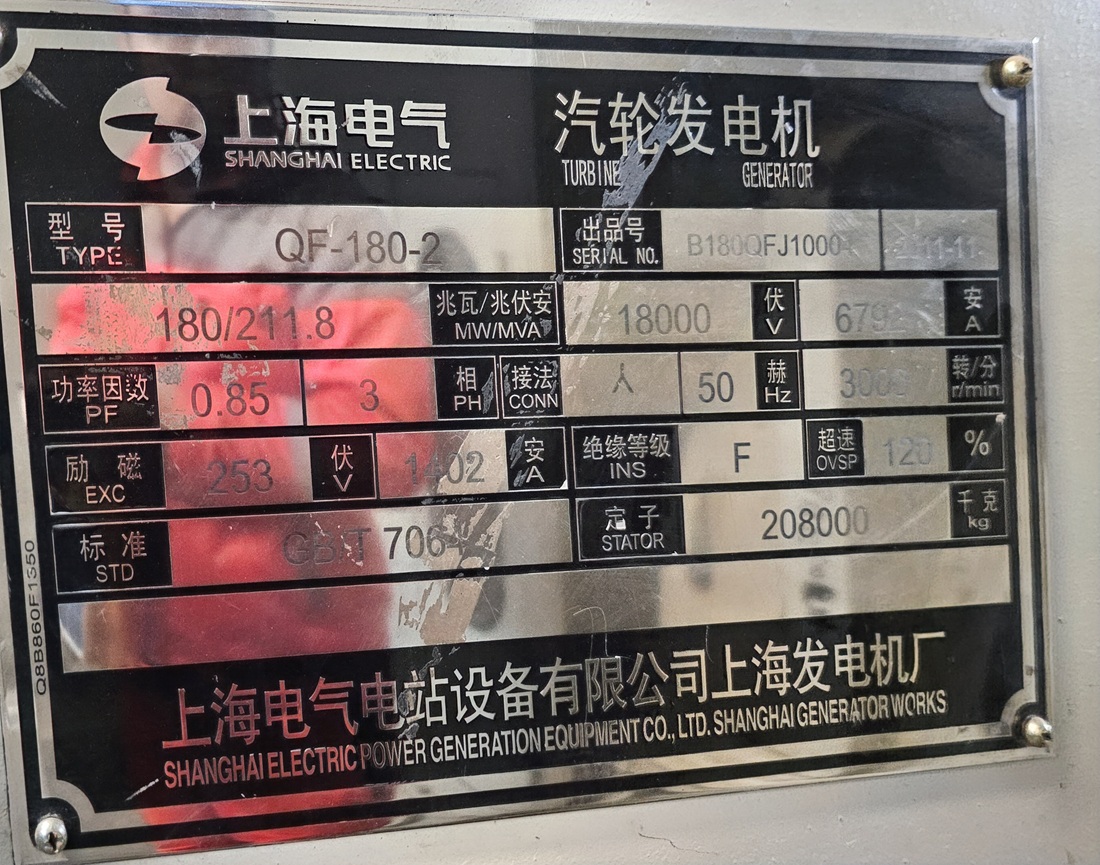 上海电气
SHANGHAI ELECTRIC
汽轮发电机
TURBINE GENERATOR
型号 TYPE QF-180-2 出品号 SERIAL NO.
180/211.8 兆瓦/兆伏安 MW/MVA 18000 伏 V 安 A
功率因数 PF 0.85 3 相 PH 接法 CONN 人 50 赫 Hz 转/分 r/min
励磁 EXC 253 伏 V 安 A 绝缘等级 INS F 超速 OVSP 120 %
标准 STD GB/T 7064 定子 STATOR 208000 千克 kg
Q8B860F1350
上海电气电站设备有限公司上海发电机厂
SHANGHAI ELECTRIC POWER GENERATION EQUIPMENT CO., LTD. SHANGHAI GENERATOR WORKS